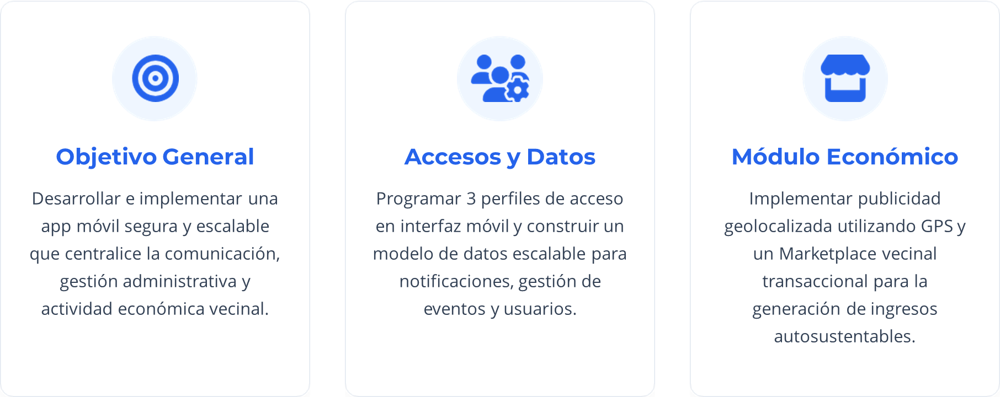 Objetivo General
Desarrollar e implementar una
app móvil segura y escalable
que centralice la comunicación,
gestión administrativa y
actividad económica vecinal.
Accesos y Datos
Programar 3 perfiles de acceso
en interfaz móvil y construir un
modelo de datos escalable para
notificaciones, gestión de
eventos y usuarios.
Módulo Económico
Implementar publicidad
geolocalizada utilizando GPS y
un Marketplace vecinal
transaccional para la
generación de ingresos
autosustentables.